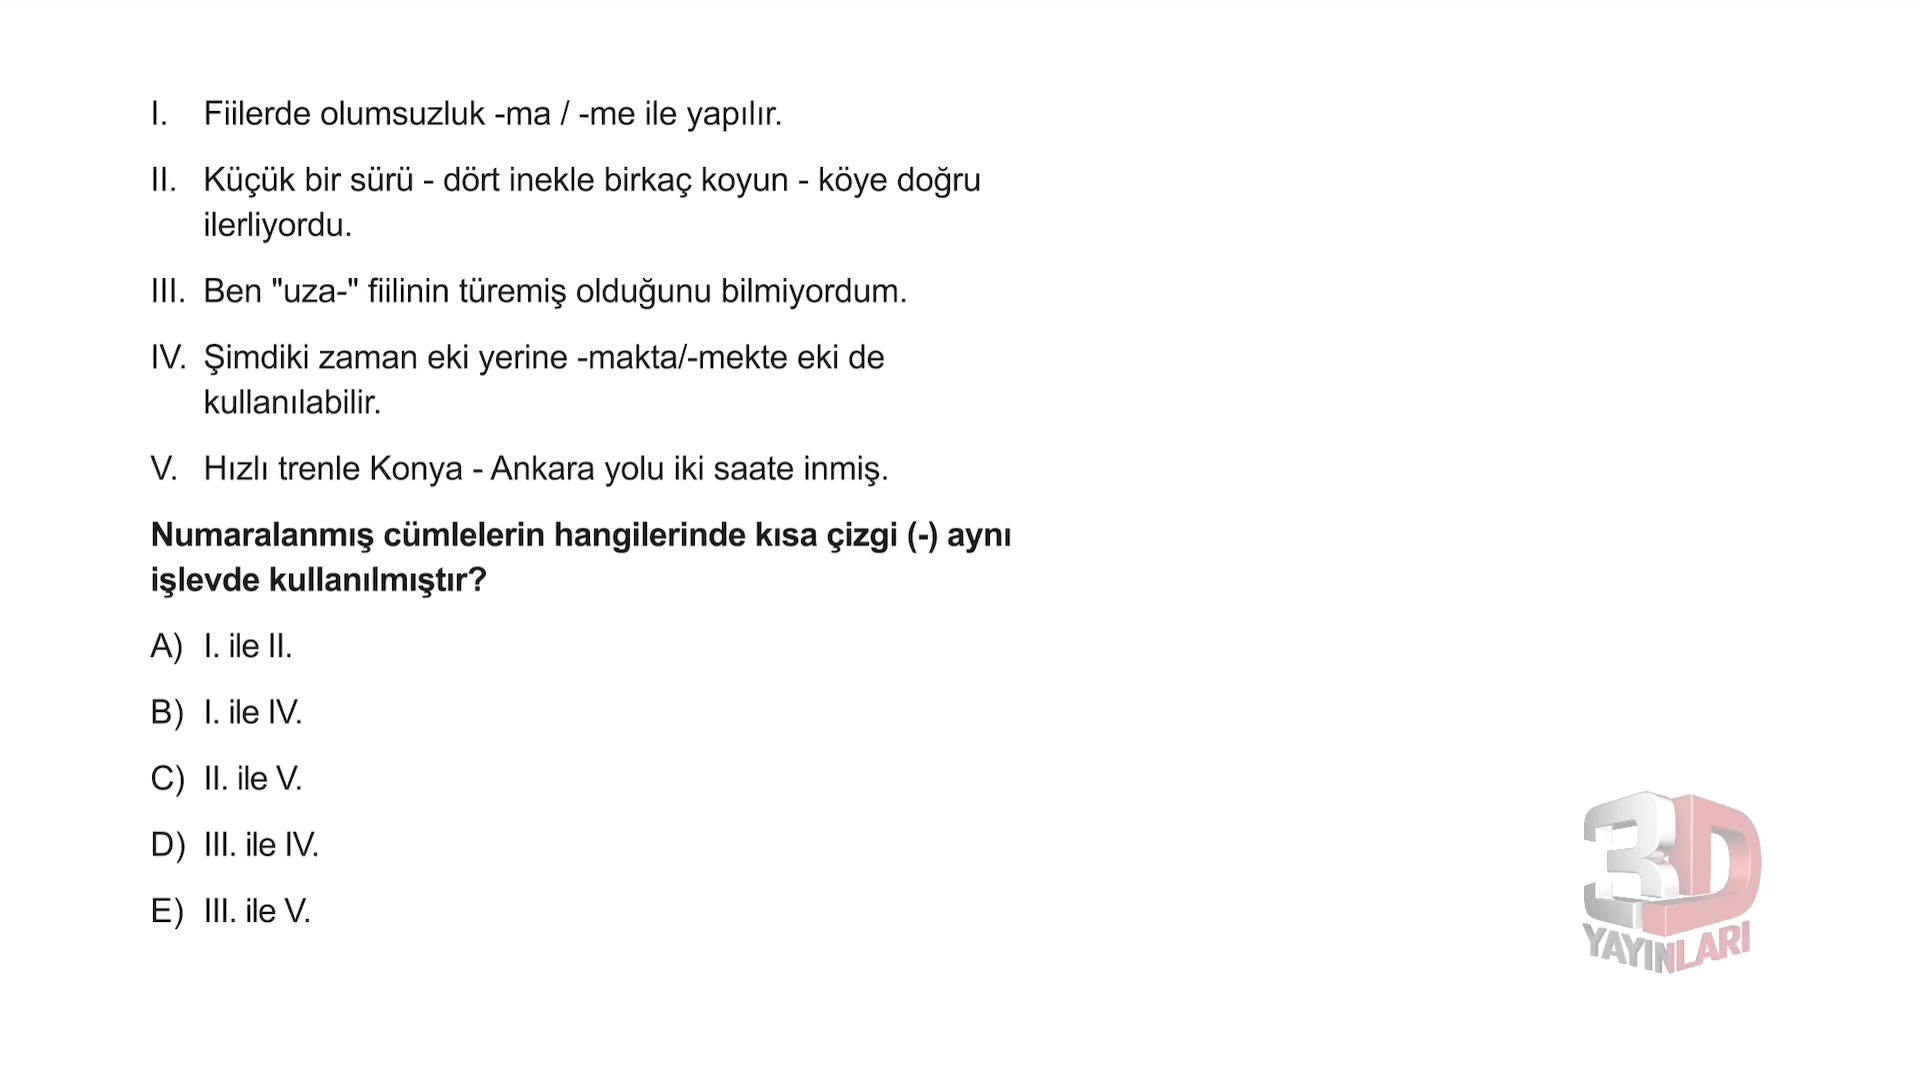 I. Fiilerde olumsuzluk -ma / -me ile yapılır.
II. Küçük bir sürü - dört inekle birkaç koyun - köye doğru
ilerliyordu.
III. Ben "uza-" fiilinin türemiş olduğunu bilmiyordum.
IV. Şimdiki zaman eki yerine -makta/-mekte eki de
kullanılabilir.
V. Hızlı trenle Konya - Ankara yolu iki saate inmiş.
Numaralanmış cümlelerin hangilerinde kısa çizgi (-) aynı
işlevde kullanılmıştır?
A) I. ile II.
B) I. ile IV.
C) II. ile V.
D) III. ile IV.
E) III. ile V.
3D
YAYINLARI